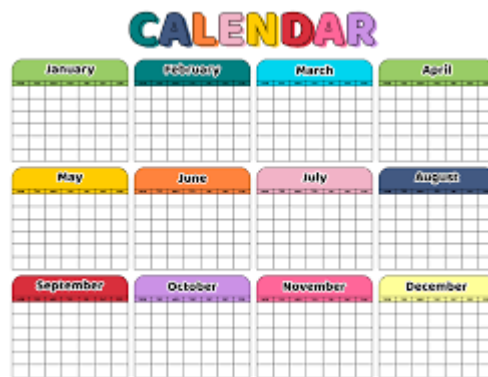 CALENDAR
January February March April
May June July August
September October November December